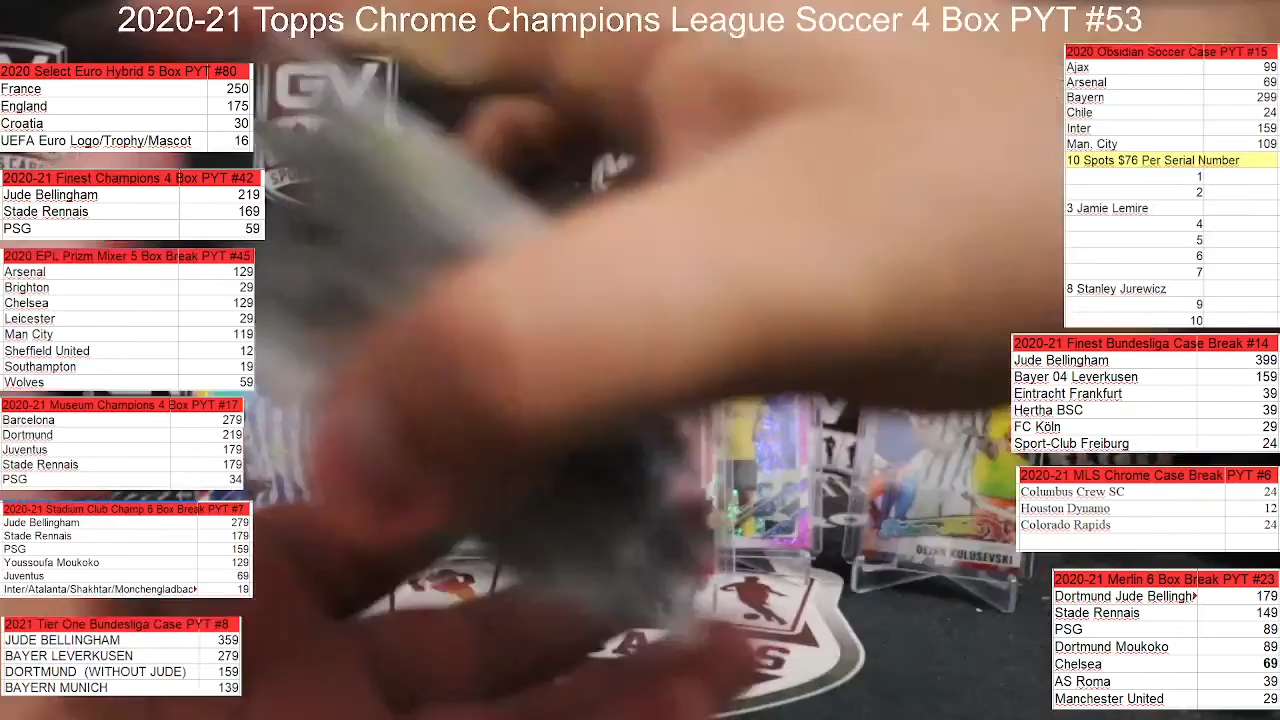 2020-21 Topps Chrome Champions League Soccer 4 Box PYT #53
2020 Select Euro Hybrid 5 Box PYT #80
France 250
England 175
Croatia 30
UEFA Euro Logo/Trophy/Mascot 16
2020-21 Finest Champions 4 Box PYT #42
Jude Bellingham 219
Stade Rennais 169
PSG 59
2020 EPL Prizm Mixer 5 Box Break PYT #45
Arsenal 129
Brighton 29
Chelsea 129
Leicester 29
Man City 119
Sheffield United 12
Southampton 19
Wolves 59
2020-21 Museum Champions 4 Box PYT #17
Barcelona 279
Dortmund 219
Juventus 179
Stade Rennais 179
PSG 34
2020-21 Stadium Club Champ 6 Box Break PYT #7
Jude Bellingham 279
Stade Rennais 179
PSG 159
Youssoufa Moukoko 129
Juventus 69
Inter/Atalanta/Shakhtar/Monchengladbac 19
2021 Tier One Bundesliga Case PYT #8
JUDE BELLINGHAM 359
BAYER LEVERKUSEN 279
DORTMUND (WITHOUT JUDE) 159
BAYERN MUNICH 139
GV
DEJAN KULUSEVSKI
2020 Obsidian Soccer Case PYT #15
Ajax 99
Arsenal 69
Bayern 299
Chile 24
Inter 159
Man. City 109
10 Spots $76 Per Serial Number
1
2
3 Jamie Lemire
4
5
6
7
8 Stanley Jurewicz
9
10
2020-21 Finest Bundesliga Case Break #14
Jude Bellingham 399
Bayer 04 Leverkusen 159
Eintracht Frankfurt 39
Hertha BSC 39
FC Köln 29
Sport-Club Freiburg 24
2020-21 MLS Chrome Case Break PYT #6
Columbus Crew SC 24
Houston Dynamo 12
Colorado Rapids 24
2020-21 Merlin 6 Box Break PYT #23
Dortmund Jude Bellingh 179
Stade Rennais 149
PSG 89
Dortmund Moukoko 89
Chelsea 69
AS Roma 39
Manchester United 29